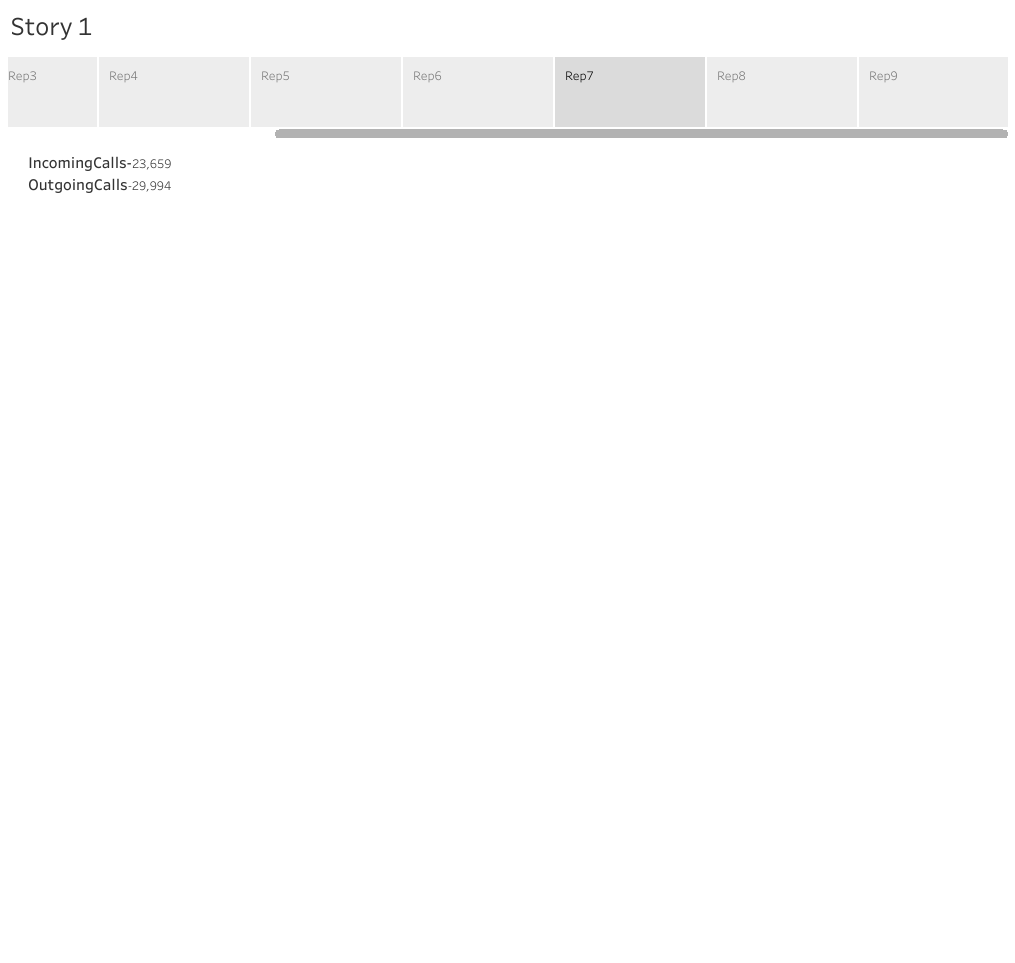 Story 1
Rep3 Rep4 Rep5 Rep6 Rep7 Rep8 Rep9
IncomingCalls-23,659
OutgoingCalls-29,994